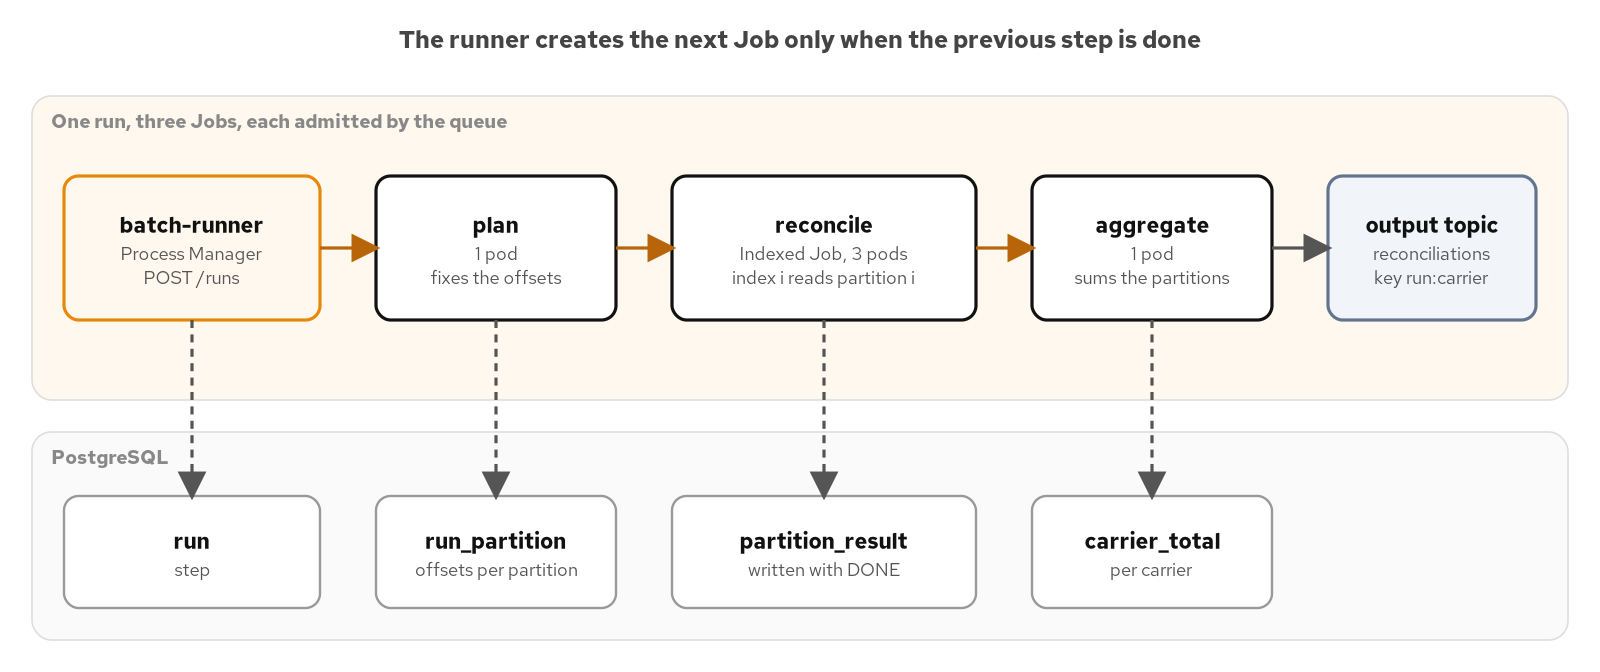 The runner creates the next Job only when the previous step is done
One run, three Jobs, each admitted by the queue
batch-runner
Process Manager
POST /runs
plan
1 pod
fixes the offsets
reconcile
Indexed Job, 3 pods
index i reads partition i
aggregate
1 pod
sums the partitions
output topic
reconciliations
key run:carrier
PostgreSQL
run
step
run_partition
offsets per partition
partition_result
written with DONE
carrier_total
per carrier